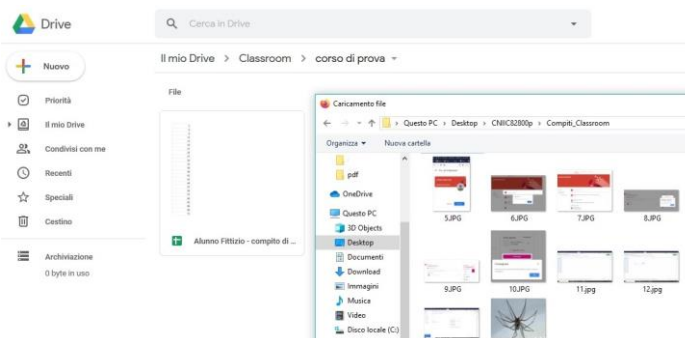 Drive
Cerca in Drive
Nuovo
Il mio Drive > Classroom > corso di prova
Priorità
Il mio Drive
Condivisi con me
Recenti
Speciali
Cestino
Archiviazione
0 byte in uso
File
Alunno Fittizio - compito di ...
Caricamento file
Questo PC > Desktop > CNIIC82800p > Compiti_Classroom
Organizza
Nuova cartella
pdf
OneDrive
Questo PC
3D Objects
Desktop
Documenti
Download
Immagini
Musica
Video
Disco locale (C:)
5.JPG
6.JPG
7.JPG
8.JPG
9.JPG
10.JPG
11.jpg
12.jpg